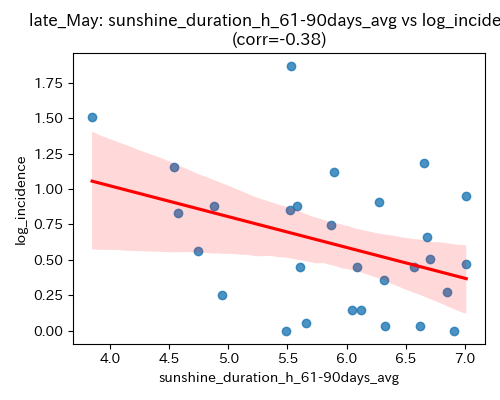 late_May: sunshine_duration_h_61-90days_avg vs log_incide
(corr=-0.38)
1.75
1.50
1.25
1.00
0.75
0.50
0.25
0.00
log_incidence
4.0 4.5 5.0 5.5 6.0 6.5 7.0
sunshine_duration_h_61-90days_avg